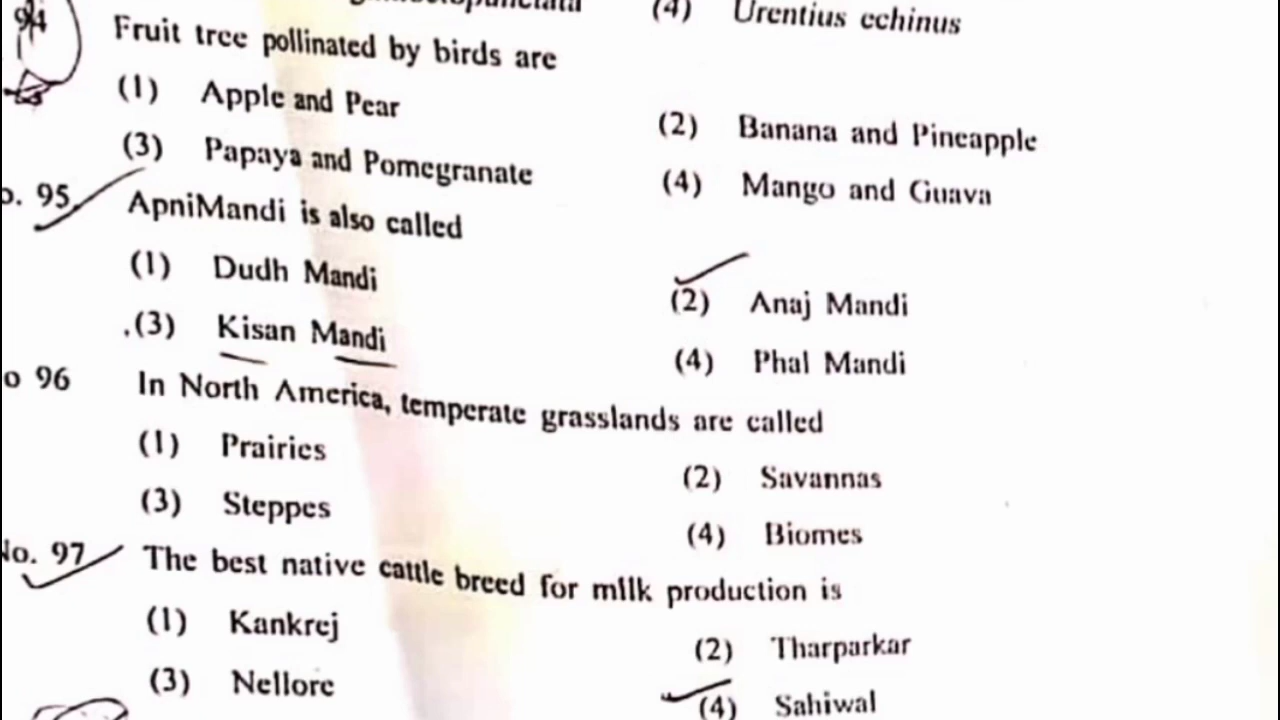 (4) Urentius echinus
94 Fruit tree pollinated by birds are
(1) Apple and Pear
(2) Banana and Pineapple
(3) Papaya and Pomegranate
(4) Mango and Guava
o. 95 ApniMandi is also called
(1) Dudh Mandi
(2) Anaj Mandi
.(3) Kisan Mandi
(4) Phal Mandi
o 96 In North America, temperate grasslands are called
(1) Prairies
(2) Savannas
(3) Steppes
(4) Biomes
No. 97 The best native cattle breed for milk production is
(1) Kankrej
(2) Tharparkar
(3) Nellore
(4) Sahiwal